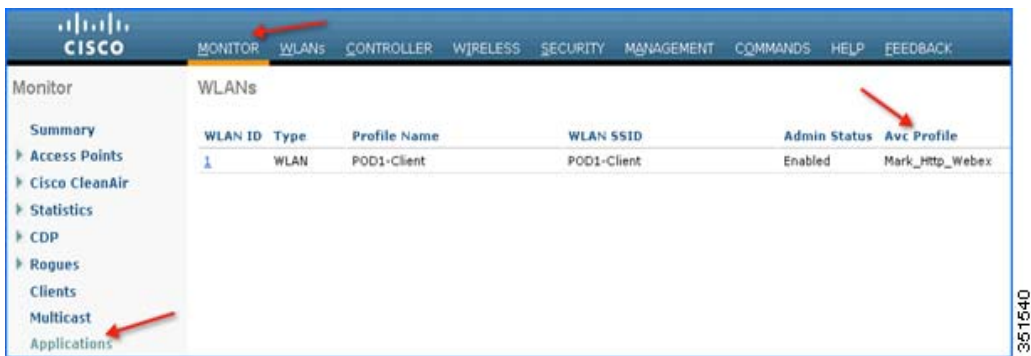 CISCO
MONITOR WLANs CONTROLLER WIRELESS SECURITY MANAGEMENT COMMANDS HELP FEEDBACK
Monitor
Summary
Access Points
Cisco CleanAir
Statistics
CDP
Rogues
Clients
Multicast
Applications
WLANs
WLAN ID Type Profile Name WLAN SSID Admin Status Avc Profile
1 WLAN POD1-Client POD1-Client Enabled Mark_Http_Webex
351540